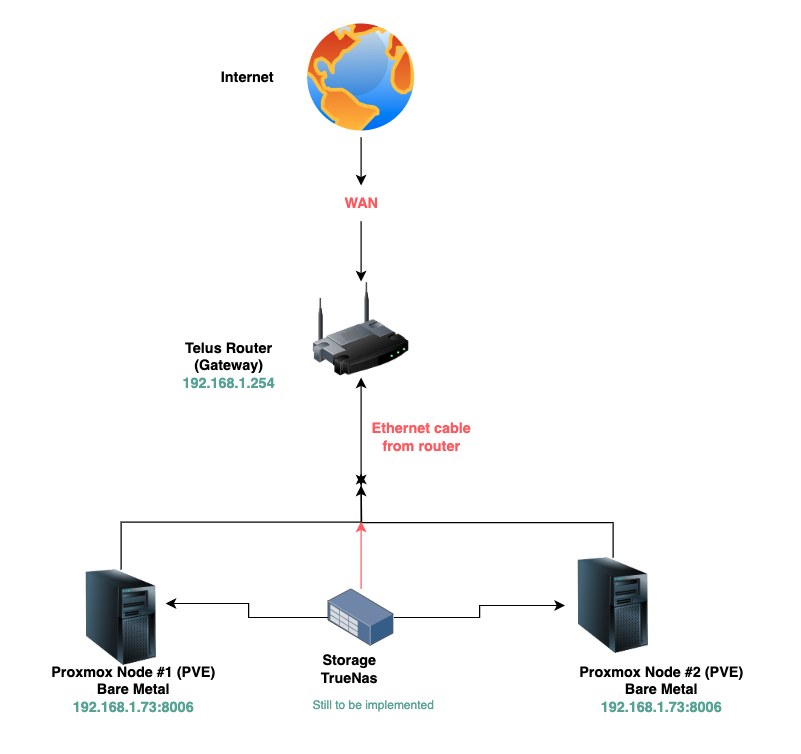 Internet
WAN
Telus Router
(Gateway)
192.168.1.254
Ethernet cable
from router
Proxmox Node #1 (PVE)
Bare Metal
192.168.1.73:8006
Storage
TrueNas
Still to be implemented
Proxmox Node #2 (PVE)
Bare Metal
192.168.1.73:8006